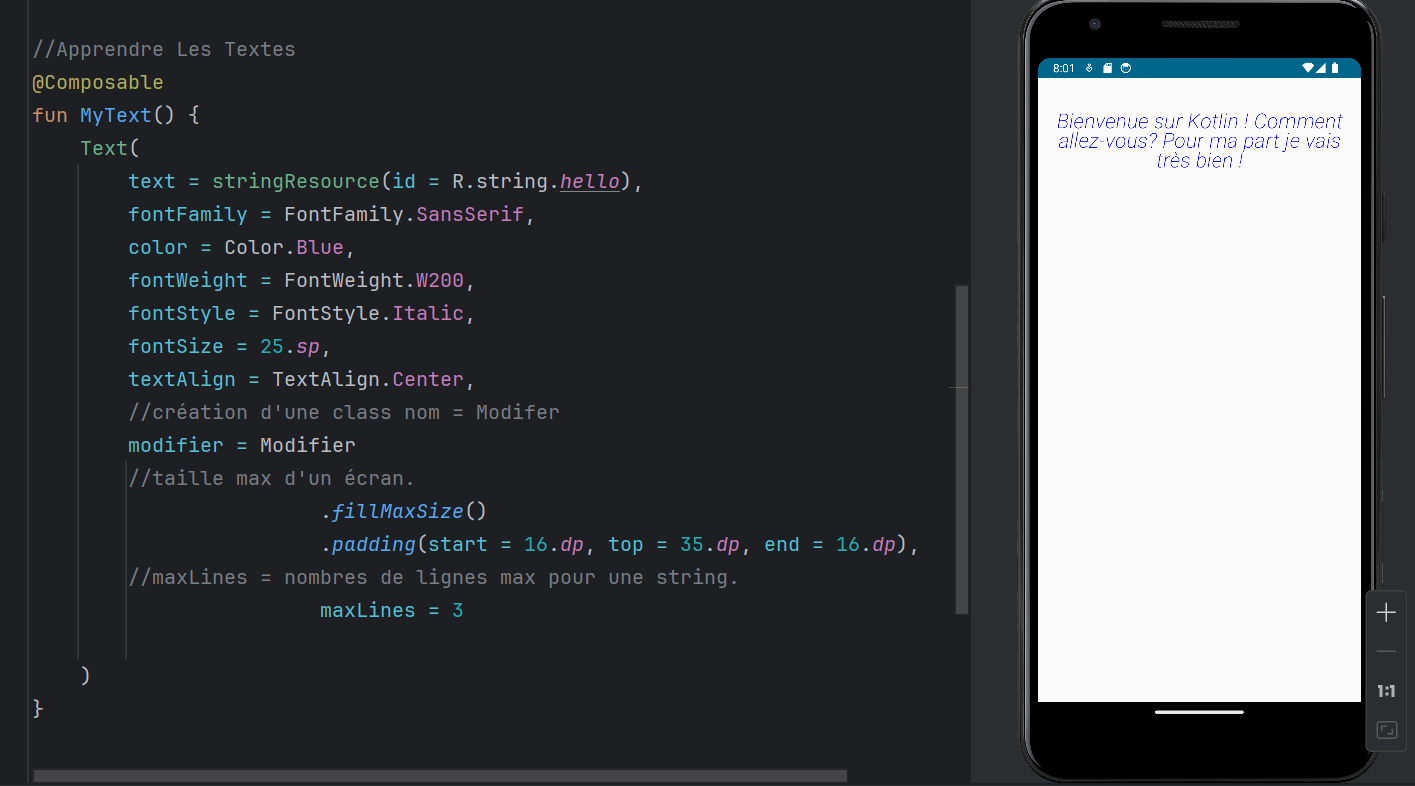 //Apprendre Les Textes
@Composable
fun MyText() {
Text(
text = stringResource(id = R.string.hello),
fontFamily = FontFamily.SansSerif,
color = Color.Blue,
fontWeight = FontWeight.W200,
fontStyle = FontStyle.Italic,
fontSize = 25.sp,
textAlign = TextAlign.Center,
//création d'une class nom = Modifer
modifier = Modifier
//taille max d'un écran.
.fillMaxSize()
.padding(start = 16.dp, top = 35.dp, end = 16.dp),
//maxLines = nombres de lignes max pour une string.
maxLines = 3
)
}
8:01
Bienvenue sur Kotlin ! Comment
allez-vous? Pour ma part je vais
très bien !
1:1